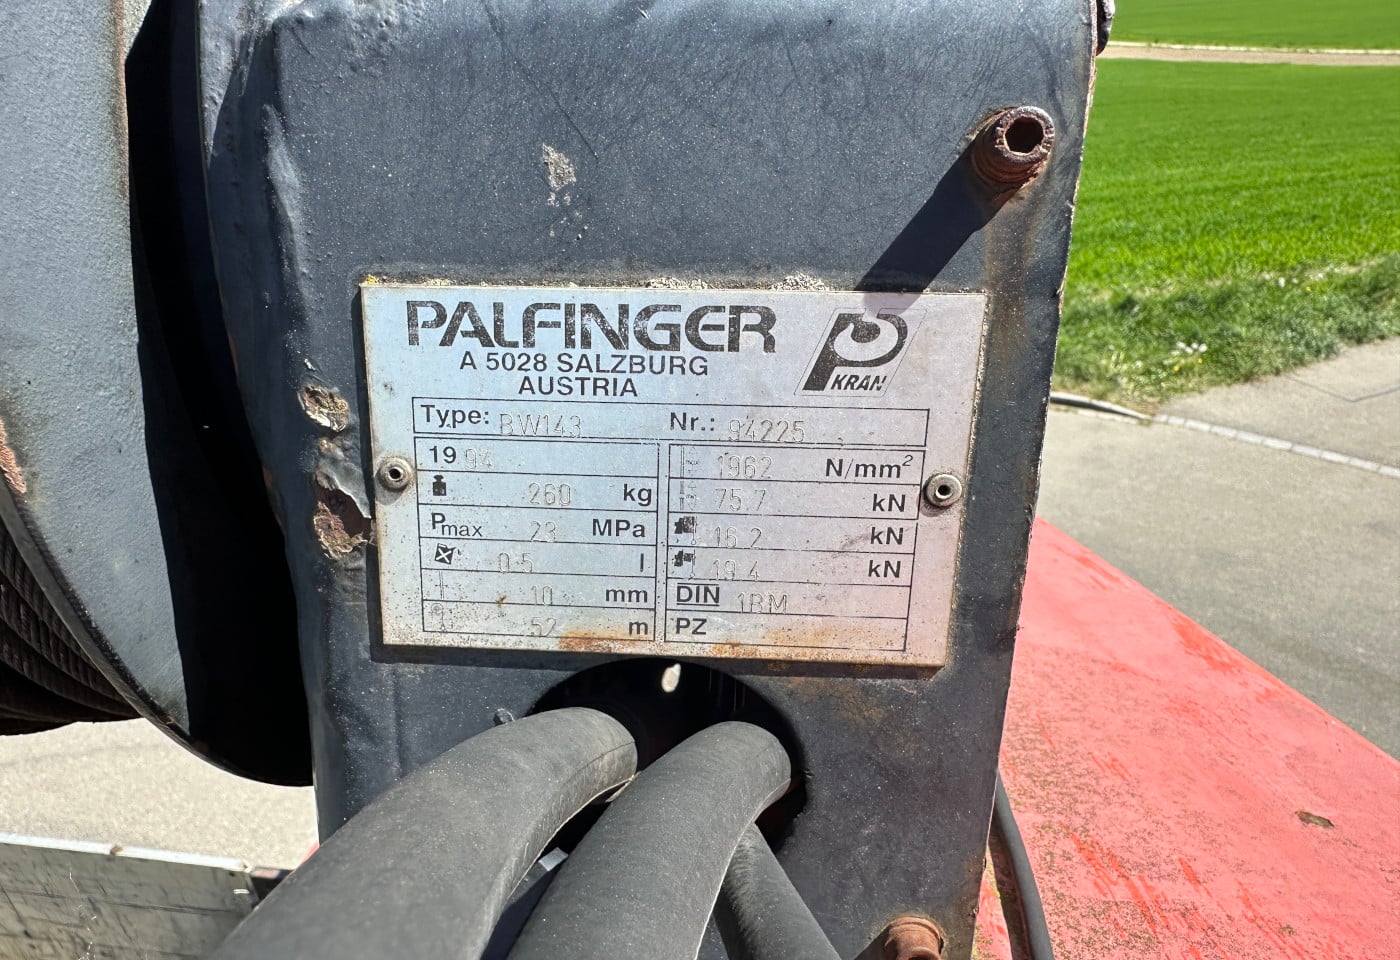 PALFINGER
A 5028 SALZBURG
AUSTRIA
KRAN
Type: BW143 Nr.: 94225
1994
260 kg
Pmax 23 MPa
0.5 l
10 mm
52 m
1962 N/mm²
75.7 kN
16.2 kN
19.4 kN
DIN 1BM
PZ